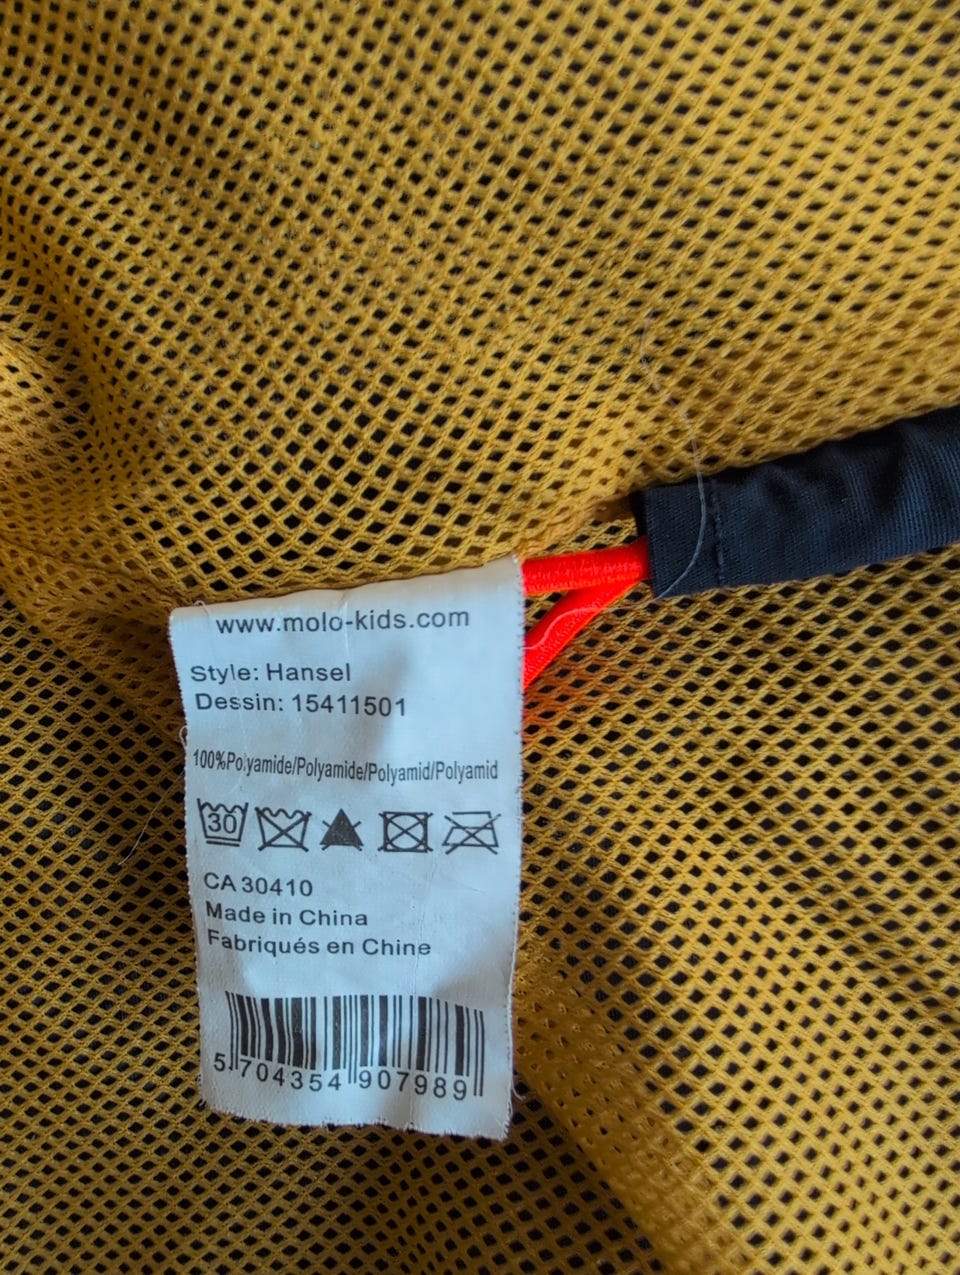 www.molo-kids.com
Style: Hansel
Dessin: 15411501
100%Polyamide/Polyamide/Polyamid/Polyamid
30
CA 30410
Made in China
Fabriqués en Chine
5 704354 907989